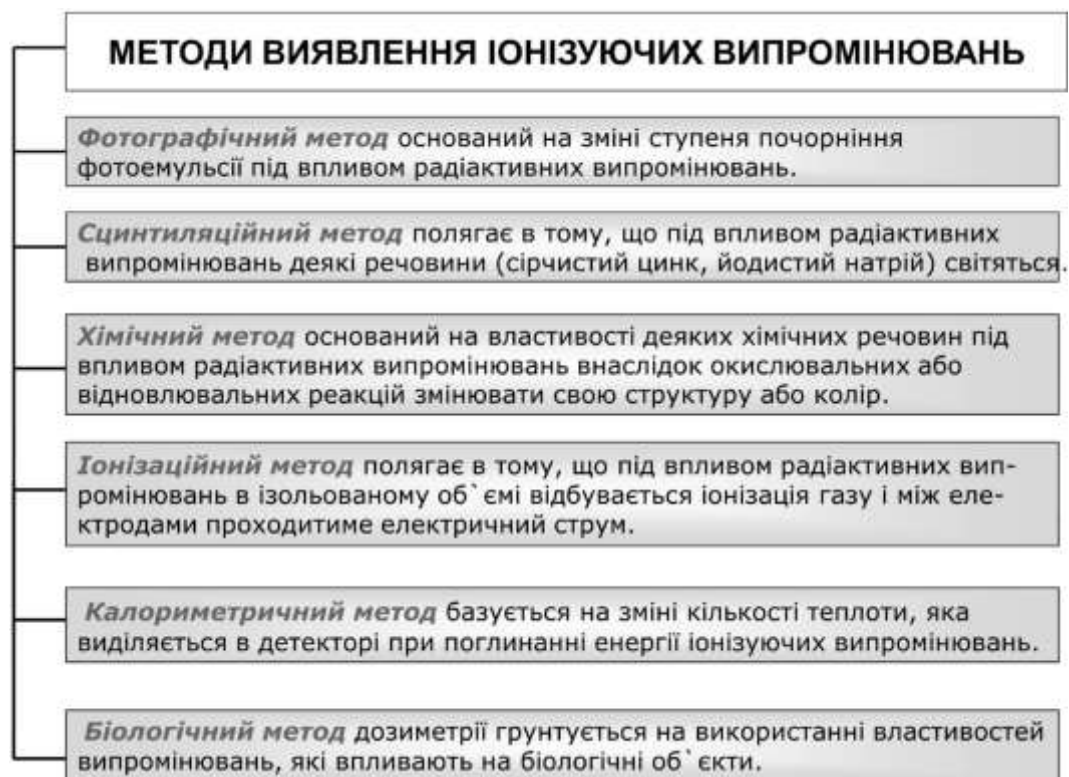 МЕТОДИ ВИЯВЛЕННЯ ІОНІЗУЮЧИХ ВИПРОМІНЮВАНЬ
Фотографічний метод оснований на зміні ступеня почорніння
фотоемульсії під впливом радіактивних випромінювань.
Сцинтиляційний метод полягає в тому, що під впливом радіактивних
випромінювань деякі речовини (сірчистий цинк, йодистий натрій) світяться.
Хімічний метод оснований на властивості деяких хімічних речовин під
впливом радіактивних випромінювань внаслідок окислювальних або
відновлювальних реакцій змінювати свою структуру або колір.
Іонізаційний метод полягає в тому, що під впливом радіактивних вип-
ромінювань в ізольованому об`ємі відбувається іонізація газу і між еле-
ктродами проходитиме електричний струм.
Калориметричний метод базується на зміні кількості теплоти, яка
виділяється в детекторі при поглинанні енергії іонізуючих випромінювань.
Біологічний метод дозиметрії грунтується на використанні властивостей
випромінювань, які впливають на біологічні об`єкти.